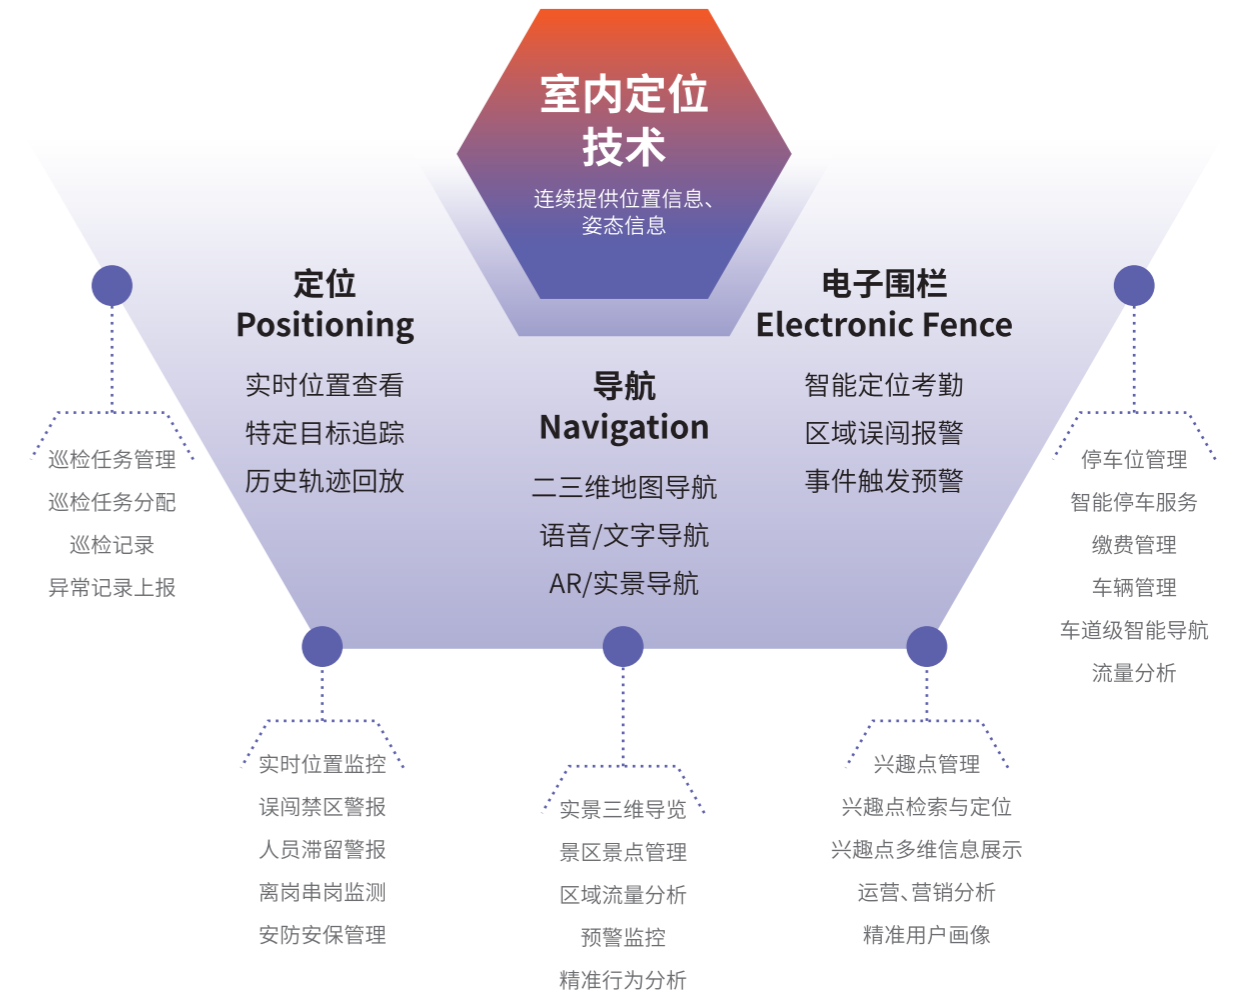 室内定位
技术
连续提供位置信息、
姿态信息
定位
Positioning
实时位置查看
特定目标追踪
历史轨迹回放
导航
Navigation
二三维地图导航
语音/文字导航
AR/实景导航
电子围栏
Electronic Fence
智能定位考勤
区域误闯报警
事件触发预警
巡检任务管理
巡检任务分配
巡检记录
异常记录上报
实时位置监控
误闯禁区警报
人员滞留警报
离岗串岗监测
安防安保管理
实景三维导览
景区景点管理
区域流量分析
预警监控
精准行为分析
兴趣点管理
兴趣点检索与定位
兴趣点多维信息展示
运营、营销分析
精准用户画像
停车位管理
智能停车服务
缴费管理
车辆管理
车道级智能导航
流量分析